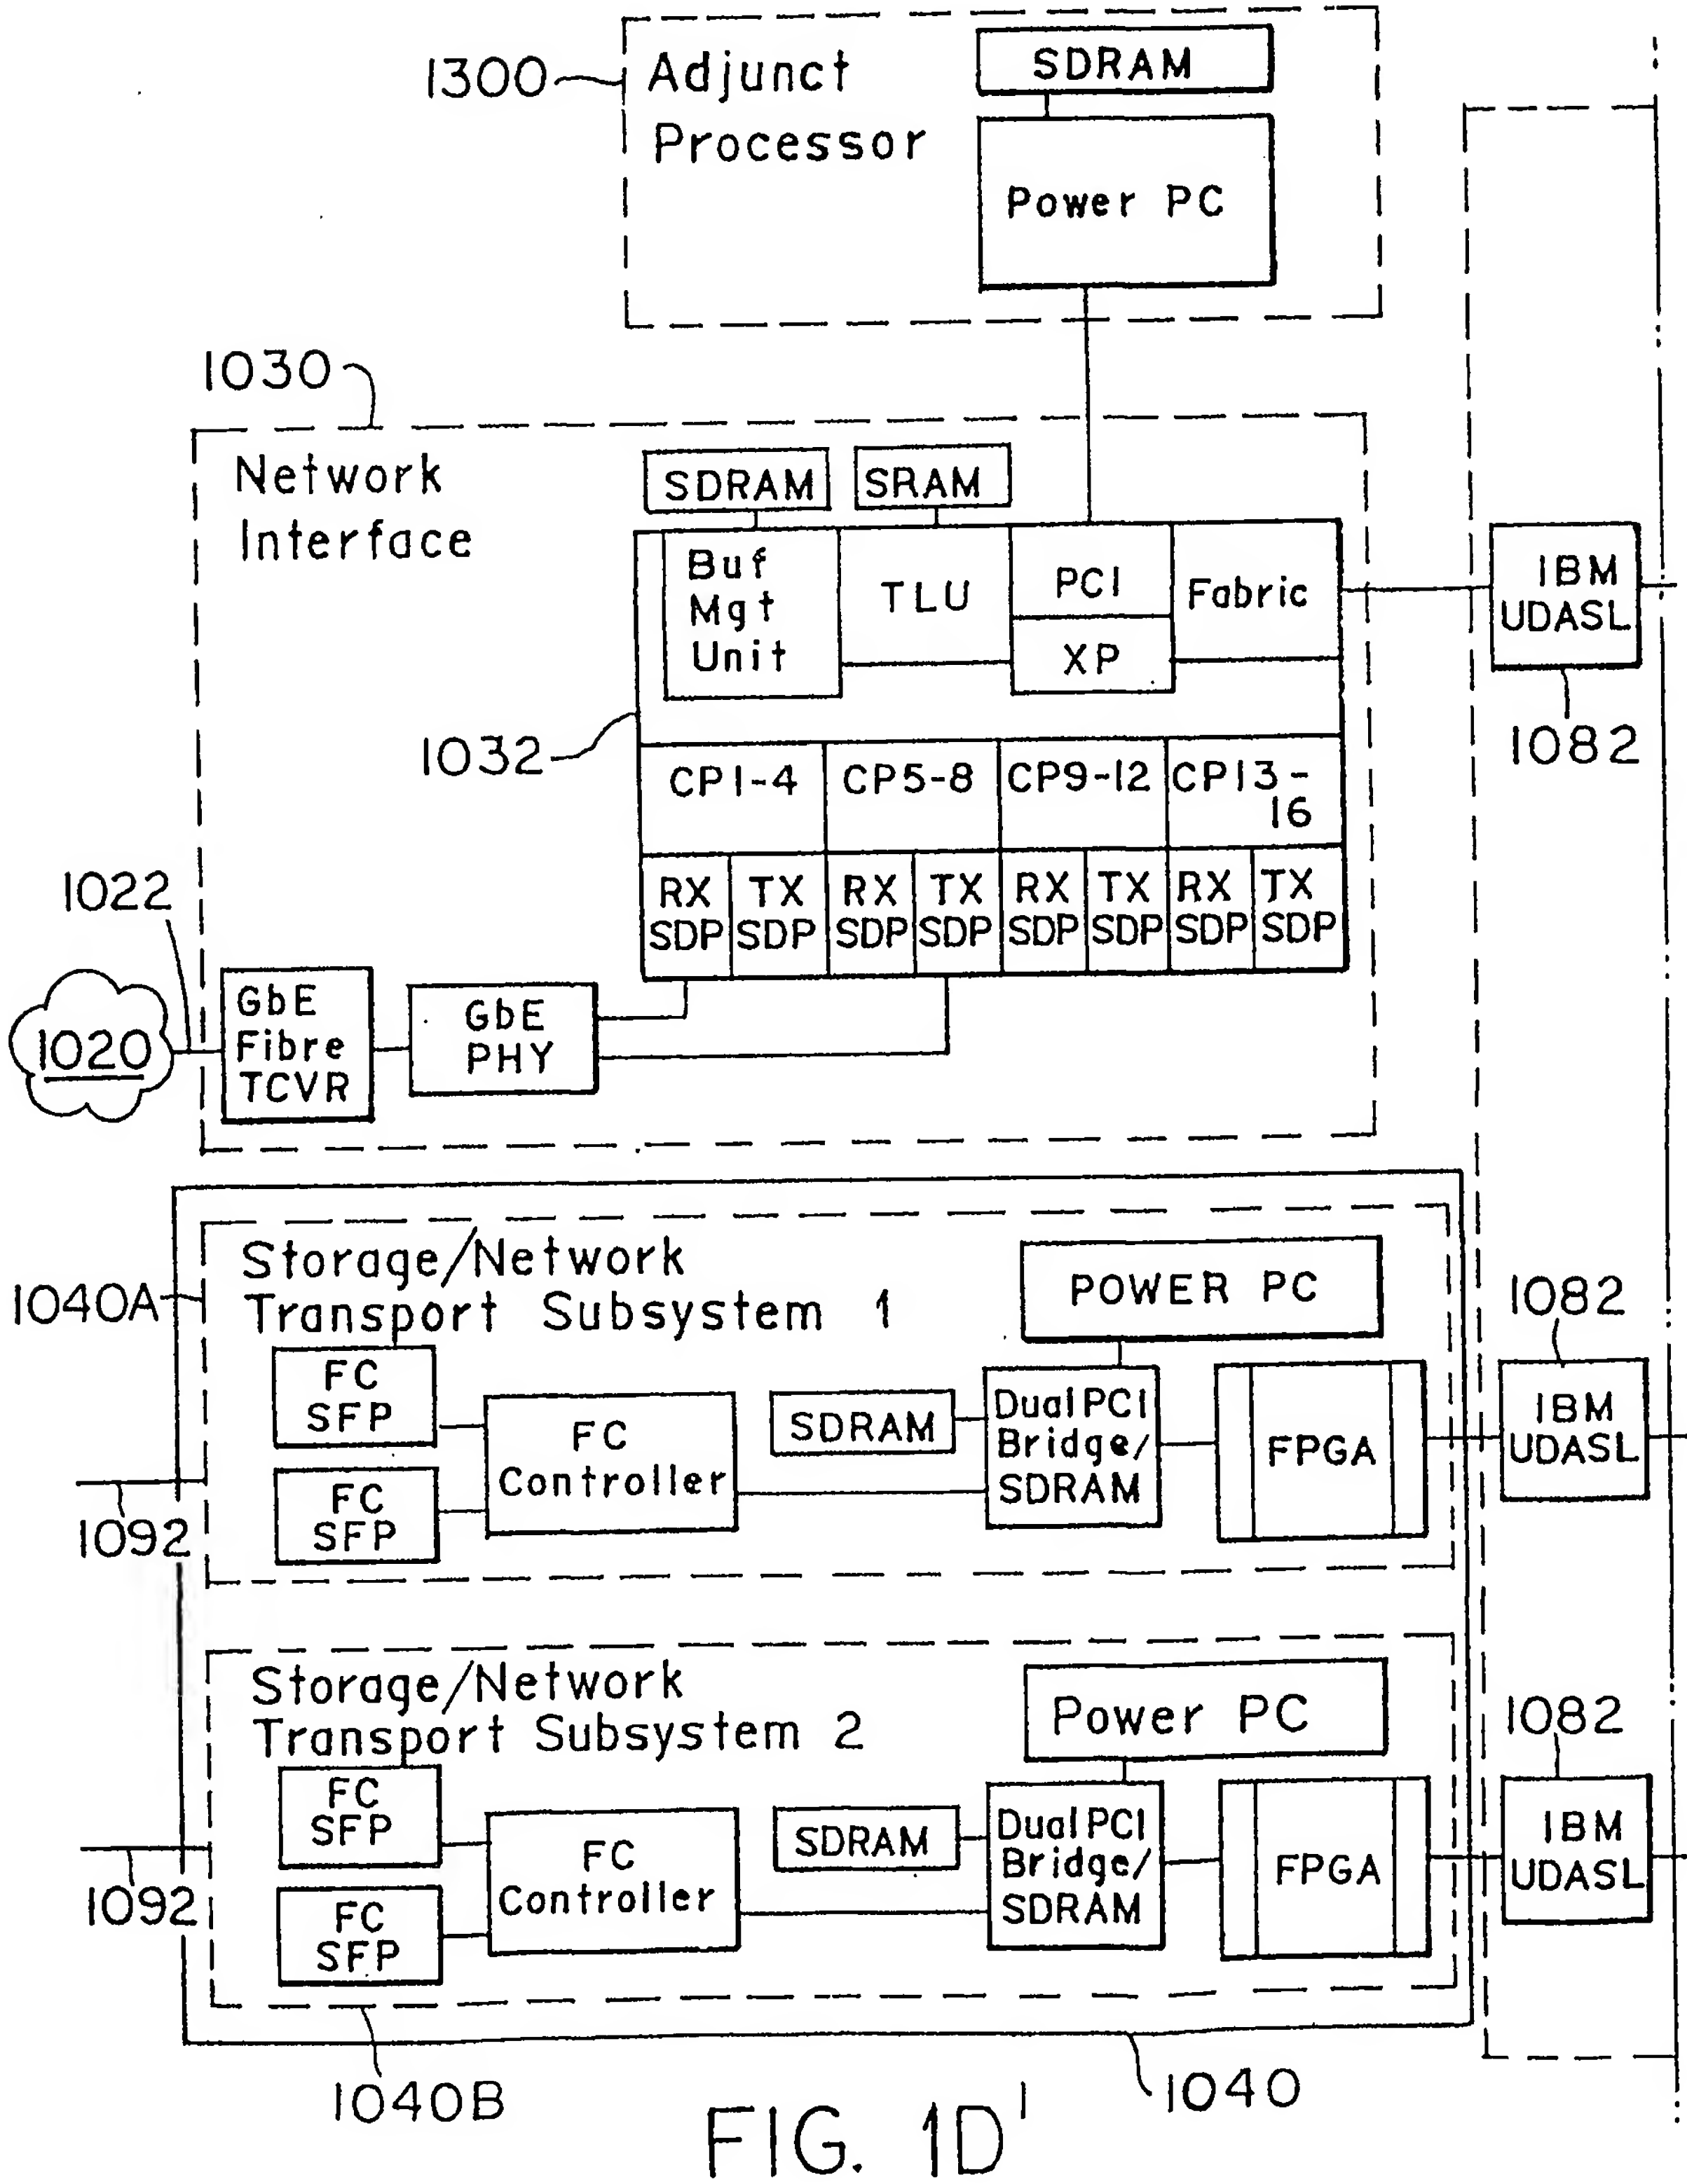 1300
Adjunct
Processor
SDRAM
Power PC
1030
Network
Interface
SDRAM
SRAM
Buf
Mgt
Unit
TLU
PCI
XP
Fabric
IBM
UDASL
1082
1032
CP1-4
CP5-8
CP9-12
CP13-
16
RX
SDP
TX
SDP
RX
SDP
TX
SDP
RX
SDP
TX
SDP
RX
SDP
TX
SDP
1022
1020
GbE
Fibre
TCVR
GbE
PHY
1040A
Storage/Network
Transport Subsystem 1
POWER PC
1082
FC
SFP
FC
SFP
FC
Controller
SDRAM
Dual PCI
Bridge/
SDRAM
FPGA
IBM
UDASL
1092
Storage/Network
Transport Subsystem 2
Power PC
1082
FC
SFP
FC
SFP
FC
Controller
SDRAM
Dual PCI
Bridge/
SDRAM
FPGA
IBM
UDASL
1092
1040B
1040
FIG. 1D'